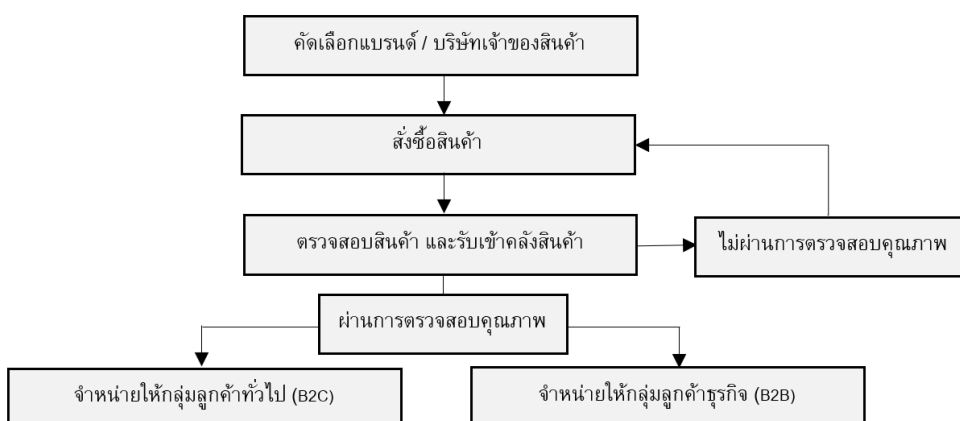 คัดเลือกแบรนด์ / บริษัทเจ้าของสินค้า
สั่งซื้อสินค้า
ตรวจสอบสินค้า และรับเข้าคลังสินค้า
ไม่ผ่านการตรวจสอบคุณภาพ
ผ่านการตรวจสอบคุณภาพ
จำหน่ายให้กลุ่มลูกค้าทั่วไป (B2C)
จำหน่ายให้กลุ่มลูกค้าธุรกิจ (B2B)